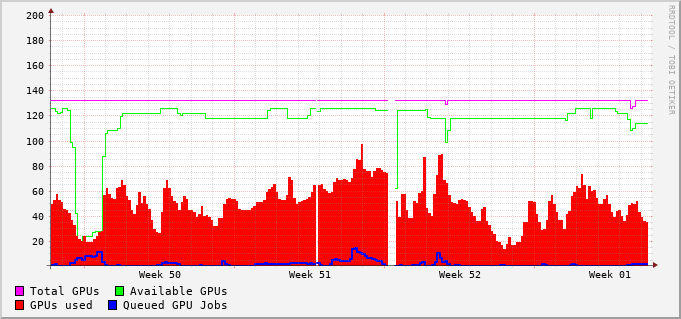 200
180
160
140
120
100
80
60
40
20
Week 50 Week 51 Week 52 Week 01
Total GPUs Available GPUs
GPUs used Queued GPU Jobs
RRDTOOL / TOBI OETIKER